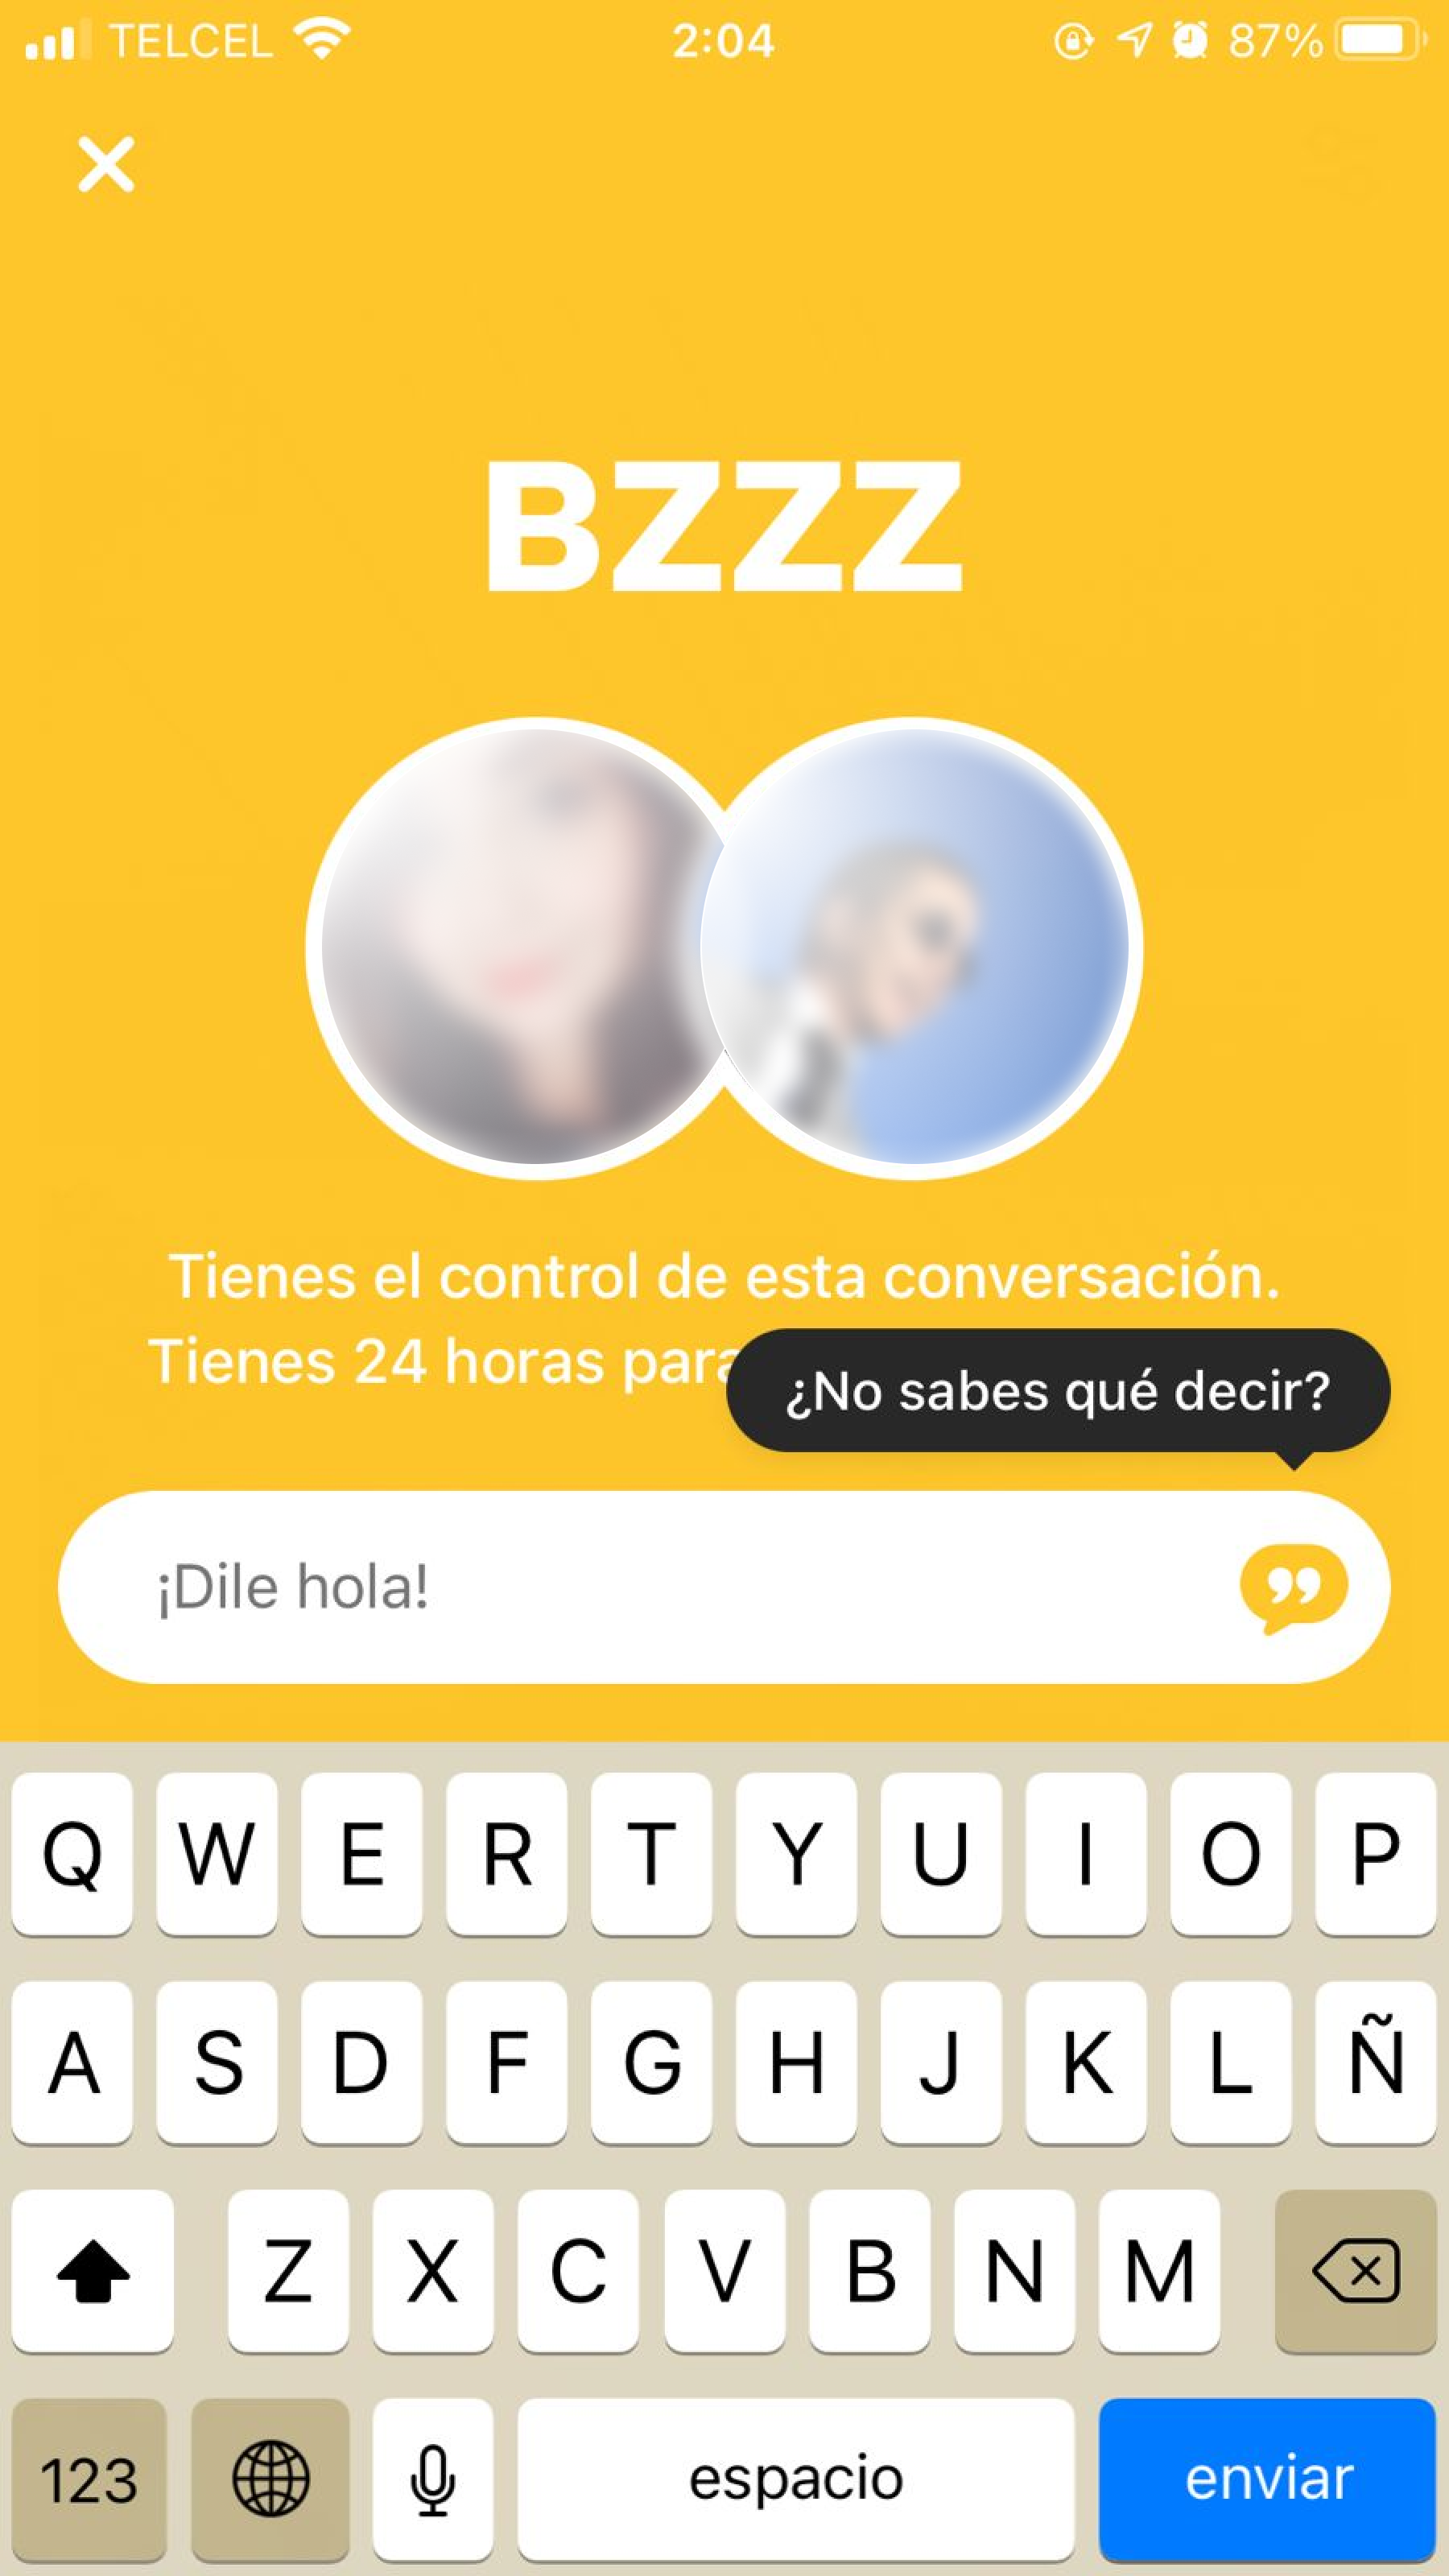 TELCEL 2:04 87%
BZZZ
Tienes el control de esta conversación.
Tienes 24 horas para
¿No sabes qué decir?
¡Dile hola!
Q W E R T Y U I O P
A S D F G H J K L Ñ
Z X C V B N M
123 espacio enviar